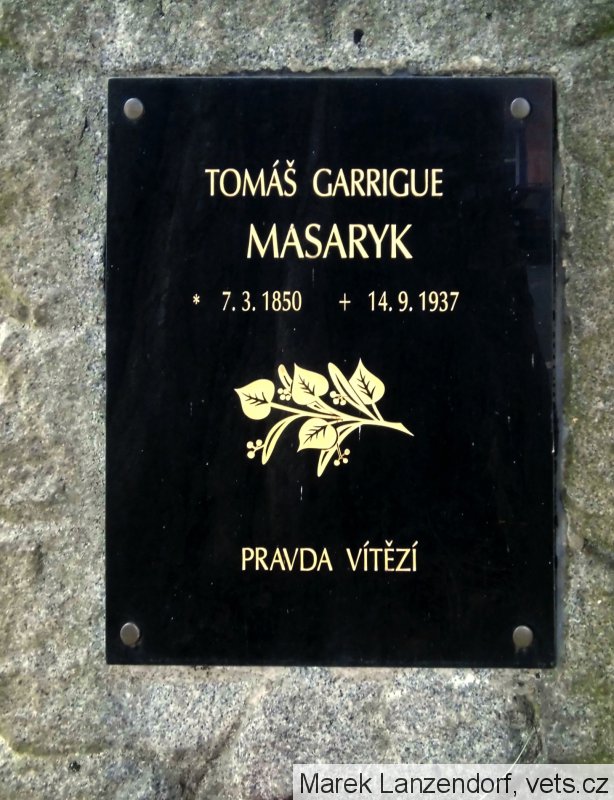 TOMÁŠ GARRIGUE
MASARYK
* 7. 3. 1850 + 14. 9. 1937
PRAVDA VÍTĚZÍ
Marek Lanzendorf, vets.cz